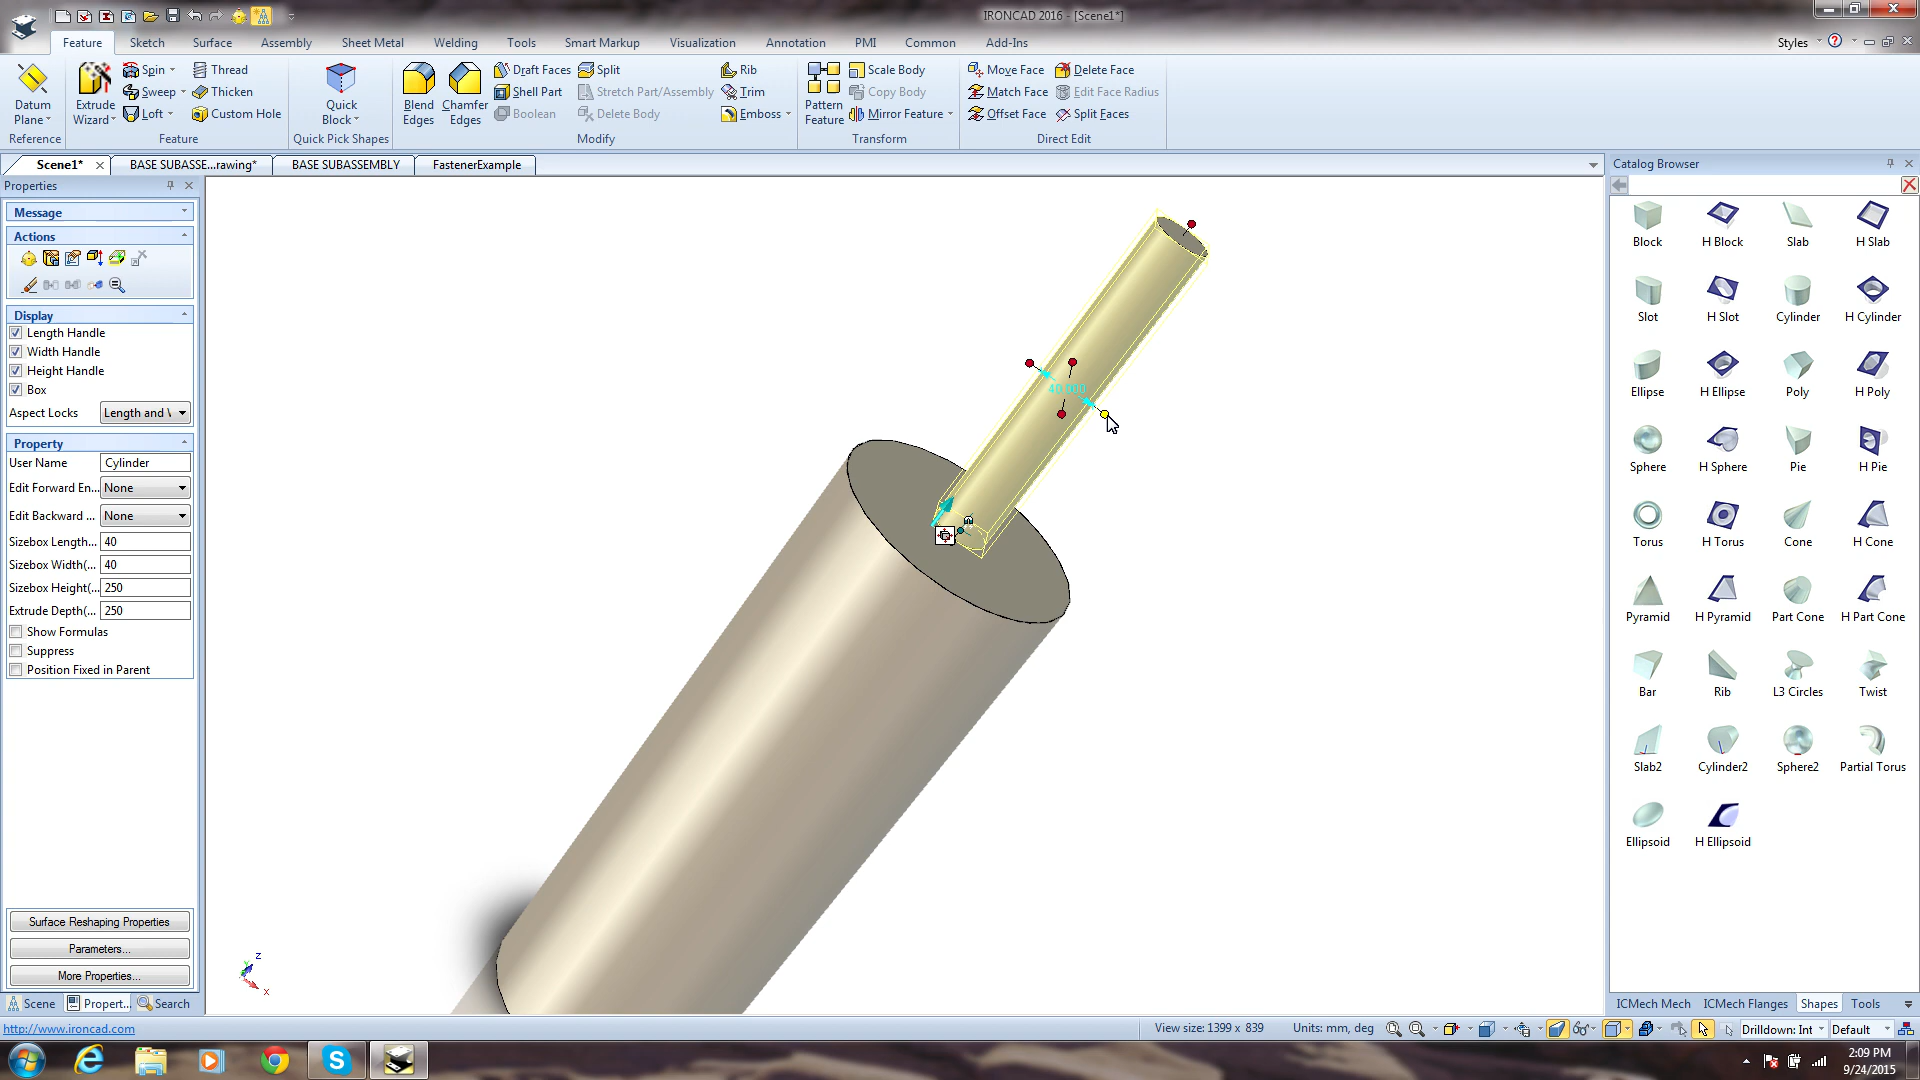 IRONCAD 2016 - [Scene1*]
Feature Sketch Surface Assembly Sheet Metal Welding Tools Smart Markup Visualization Annotation PMI Common Add-Ins Styles
Datum Plane Reference
Extrude Wizard Spin Sweep Loft Thread Thicken Custom Hole Feature
Quick Block Quick Pick Shapes
Blend Edges Chamfer Edges Draft Faces Shell Part Boolean Split Stretch Part/Assembly Delete Body Rib Trim Emboss Modify
Pattern Feature Scale Body Copy Body Mirror Feature Transform
Move Face Match Face Offset Face Delete Face Edit Face Radius Split Faces Direct Edit
Scene1* BASE SUBASSE...rawing* BASE SUBASSEMBLY FastenerExample
Properties
Message
Actions
Display
Length Handle
Width Handle
Height Handle
Box
Aspect Locks Length and
Property
User Name Cylinder
Edit Forward En... None
Edit Backward ... None
Sizebox Length... 40
Sizebox Width(... 40
Sizebox Height(... 250
Extrude Depth(... 250
Show Formulas
Suppress
Position Fixed in Parent
Surface Reshaping Properties
Parameters...
More Properties...
Scene Propert... Search
40.000
z
x
Catalog Browser
Block H Block Slab H Slab
Slot H Slot Cylinder H Cylinder
Ellipse H Ellipse Poly H Poly
Sphere H Sphere Pie H Pie
Torus H Torus Cone H Cone
Pyramid H Pyramid Part Cone H Part Cone
Bar Rib L3 Circles Twist
Slab2 Cylinder2 Sphere2 Partial Torus
Ellipsoid H Ellipsoid
ICMech Mech ICMech Flanges Shapes Tools
http://www.ironcad.com
View size: 1399 x 839 Units: mm, deg Drilldown: Int Default
2:09 PM
9/24/2015